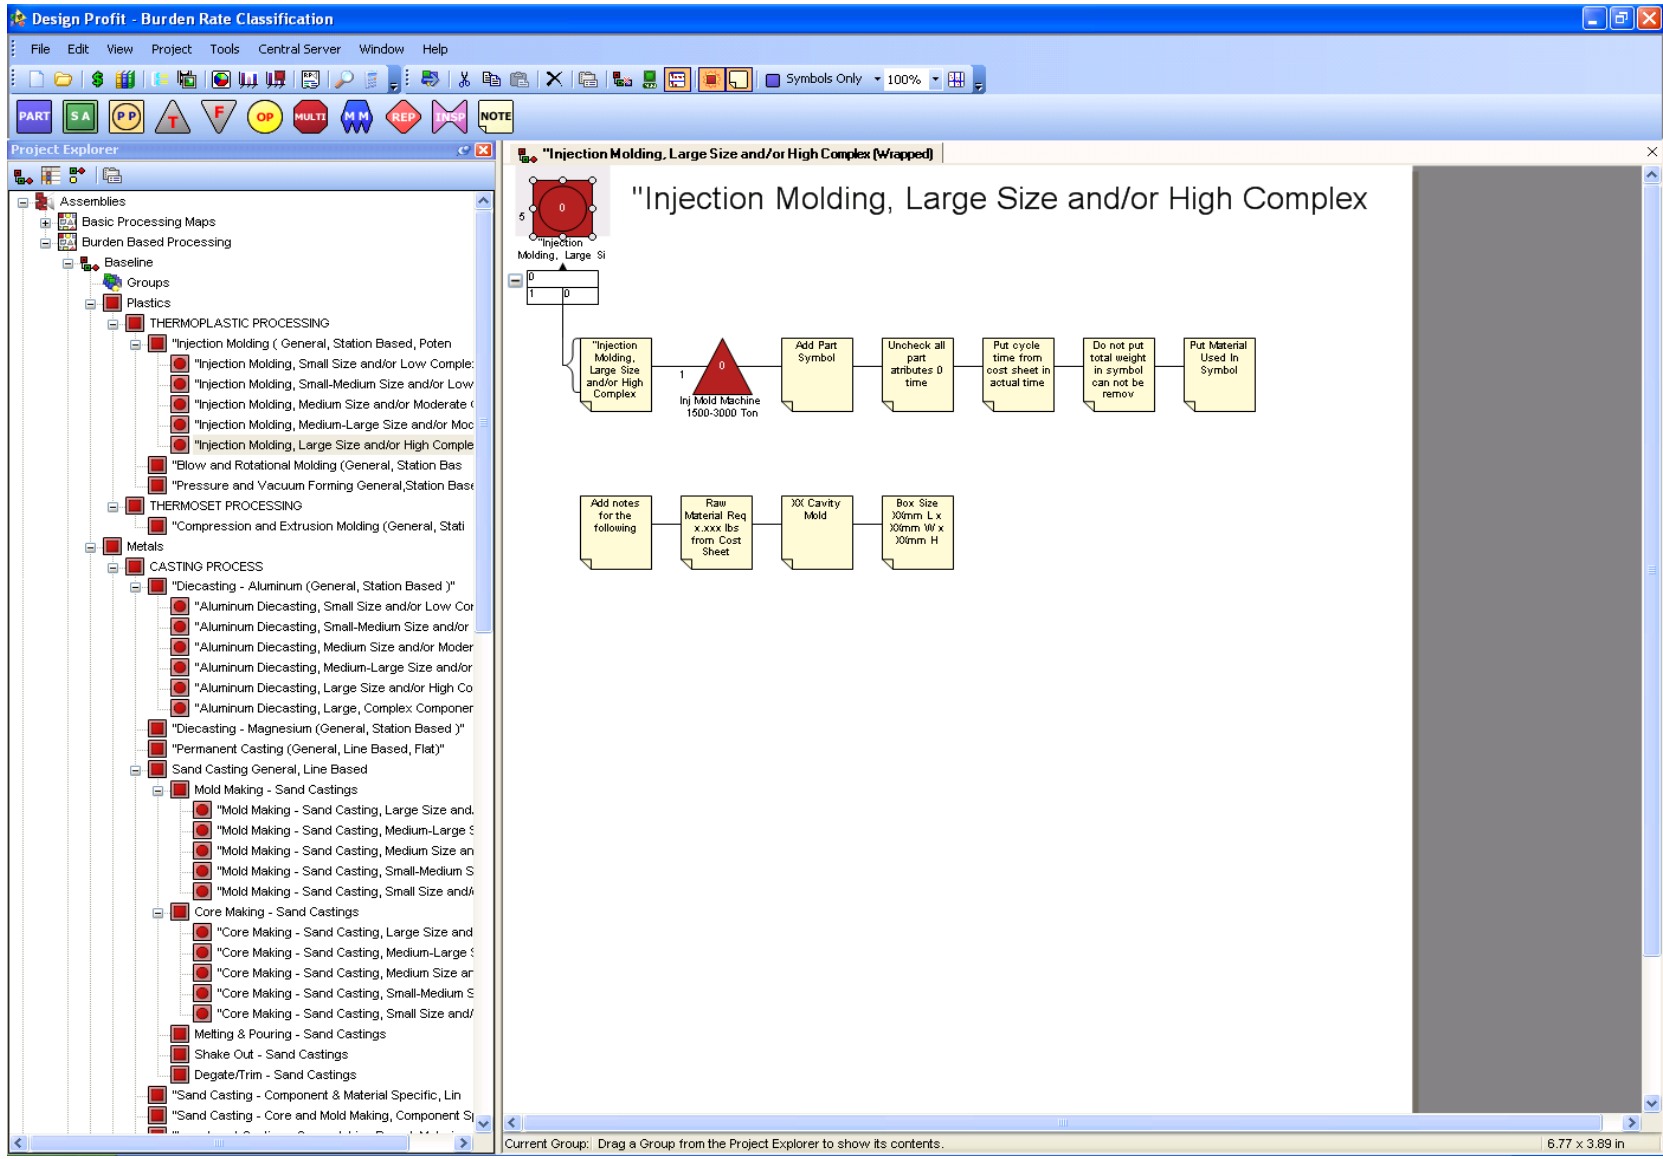 Design Profit - Burden Rate Classification
File Edit View Project Tools Central Server Window Help
Symbols Only 100%
PART S A P P T F OP MULTI M M REP INSP NOTE
Project Explorer
Assemblies
Basic Processing Maps
Burden Based Processing
Baseline
Groups
Plastics
THERMOPLASTIC PROCESSING
"Injection Molding ( General, Station Based, Poten
"Injection Molding, Small Size and/or Low Comple:
"Injection Molding, Small-Medium Size and/or Low
"Injection Molding, Medium Size and/or Moderate
"Injection Molding, Medium-Large Size and/or Moc
"Injection Molding, Large Size and/or High Comple
"Blow and Rotational Molding (General, Station Bas
"Pressure and Vacuum Forming General,Station Base
THERMOSET PROCESSING
"Compression and Extrusion Molding (General, Stati
Metals
CASTING PROCESS
"Diecasting - Aluminum (General, Station Based )"
"Aluminum Diecasting, Small Size and/or Low Cor
"Aluminum Diecasting, Small-Medium Size and/or
"Aluminum Diecasting, Medium Size and/or Moder
"Aluminum Diecasting, Medium-Large Size and/or
"Aluminum Diecasting, Large Size and/or High Co
"Aluminum Diecasting, Large, Complex Componer
"Diecasting - Magnesium (General, Station Based )"
"Permanent Casting (General, Line Based, Flat)"
Sand Casting General, Line Based
Mold Making - Sand Castings
"Mold Making - Sand Casting, Large Size and.
"Mold Making - Sand Casting, Medium-Large S
"Mold Making - Sand Casting, Medium Size an
"Mold Making - Sand Casting, Small-Medium S
"Mold Making - Sand Casting, Small Size and/
Core Making - Sand Castings
"Core Making - Sand Casting, Large Size and
"Core Making - Sand Casting, Medium-Large S
"Core Making - Sand Casting, Medium Size ar
"Core Making - Sand Casting, Small-Medium S
"Core Making - Sand Casting, Small Size and/
Melting & Pouring - Sand Castings
Shake Out - Sand Castings
Degate/Trim - Sand Castings
"Sand Casting - Component & Material Specific, Lin
"Sand Casting - Core and Mold Making, Component Sp
"Injection Molding, Large Size and/or High Complex (Wrapped)
"Injection Molding, Large Size and/or High Complex
0
5
"Injection
Molding, Large Si
0
1 0
"Injection
Molding,
Large Size
and/or High
Complex
1
0
Inj Mold Machine
1500-3000 Ton
Add Part
Symbol
Uncheck all
part
atributes 0
time
Put cycle
time from
cost sheet in
actual time
Do not put
total weight
in symbol
can not be
remov
Put Material
Used In
Symbol
Add notes
for the
following
Raw
Material Req
x.xxx lbs
from Cost
Sheet
XX Cavity
Mold
Box Size
XXmm L x
XXmm W x
XXmm H
Current Group: Drag a Group from the Project Explorer to show its contents.
6.77 x 3.89 in